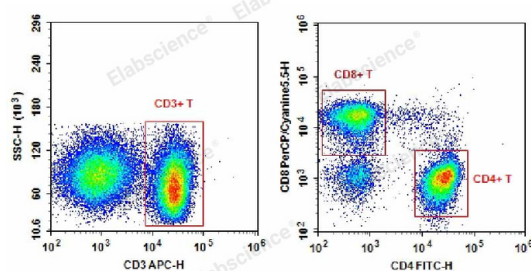 Elabscience®
Elabscience®
296
240
180
120
60
10.6
SSC-H (10³)
CD3+ T
10² 10³ 10⁴ 10⁵ 10⁶
CD3 APC-H
10⁶
10⁵
10⁴
10³
10²
CD8 PerCP/Cyanine5.5-H
CD8+ T
CD4+ T
10² 10³ 10⁴ 10⁵ 10⁶
CD4 FITC-H
Elabscience®